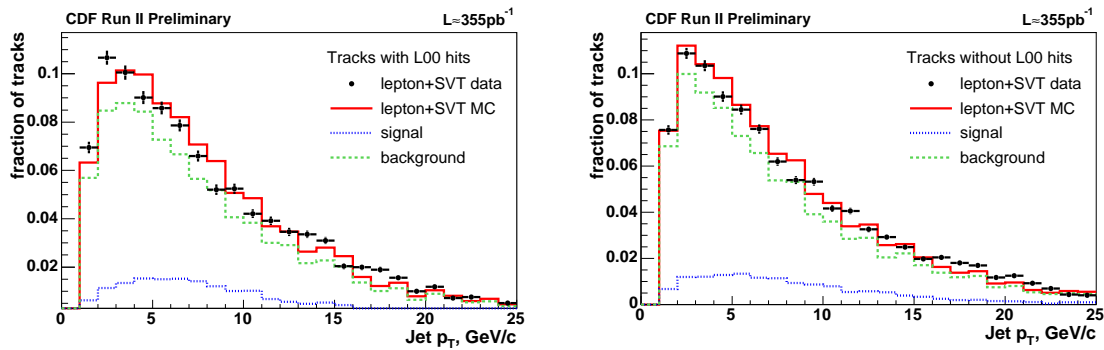 CDF Run II Preliminary
L≈355pb⁻¹
fraction of tracks
Tracks with L00 hits
lepton+SVT data
lepton+SVT MC
signal
background
0.1
0.08
0.06
0.04
0.02
0 5 10 15 20 25
Jet p_T, GeV/c
CDF Run II Preliminary
L≈355pb⁻¹
fraction of tracks
Tracks without L00 hits
lepton+SVT data
lepton+SVT MC
signal
background
0.1
0.08
0.06
0.04
0.02
0
0 5 10 15 20 25
Jet p_T, GeV/c